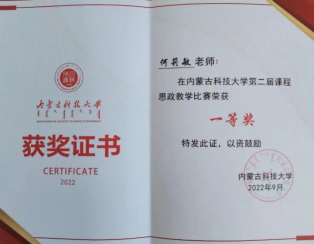 内蒙古科技大学
获奖证书
CERTIFICATE
2022
何莉敏 老师:
在内蒙古科技大学第二届课程
思政教学比赛荣获
一等奖
特发此证,以资鼓励
内蒙古科技大学
2022年9月